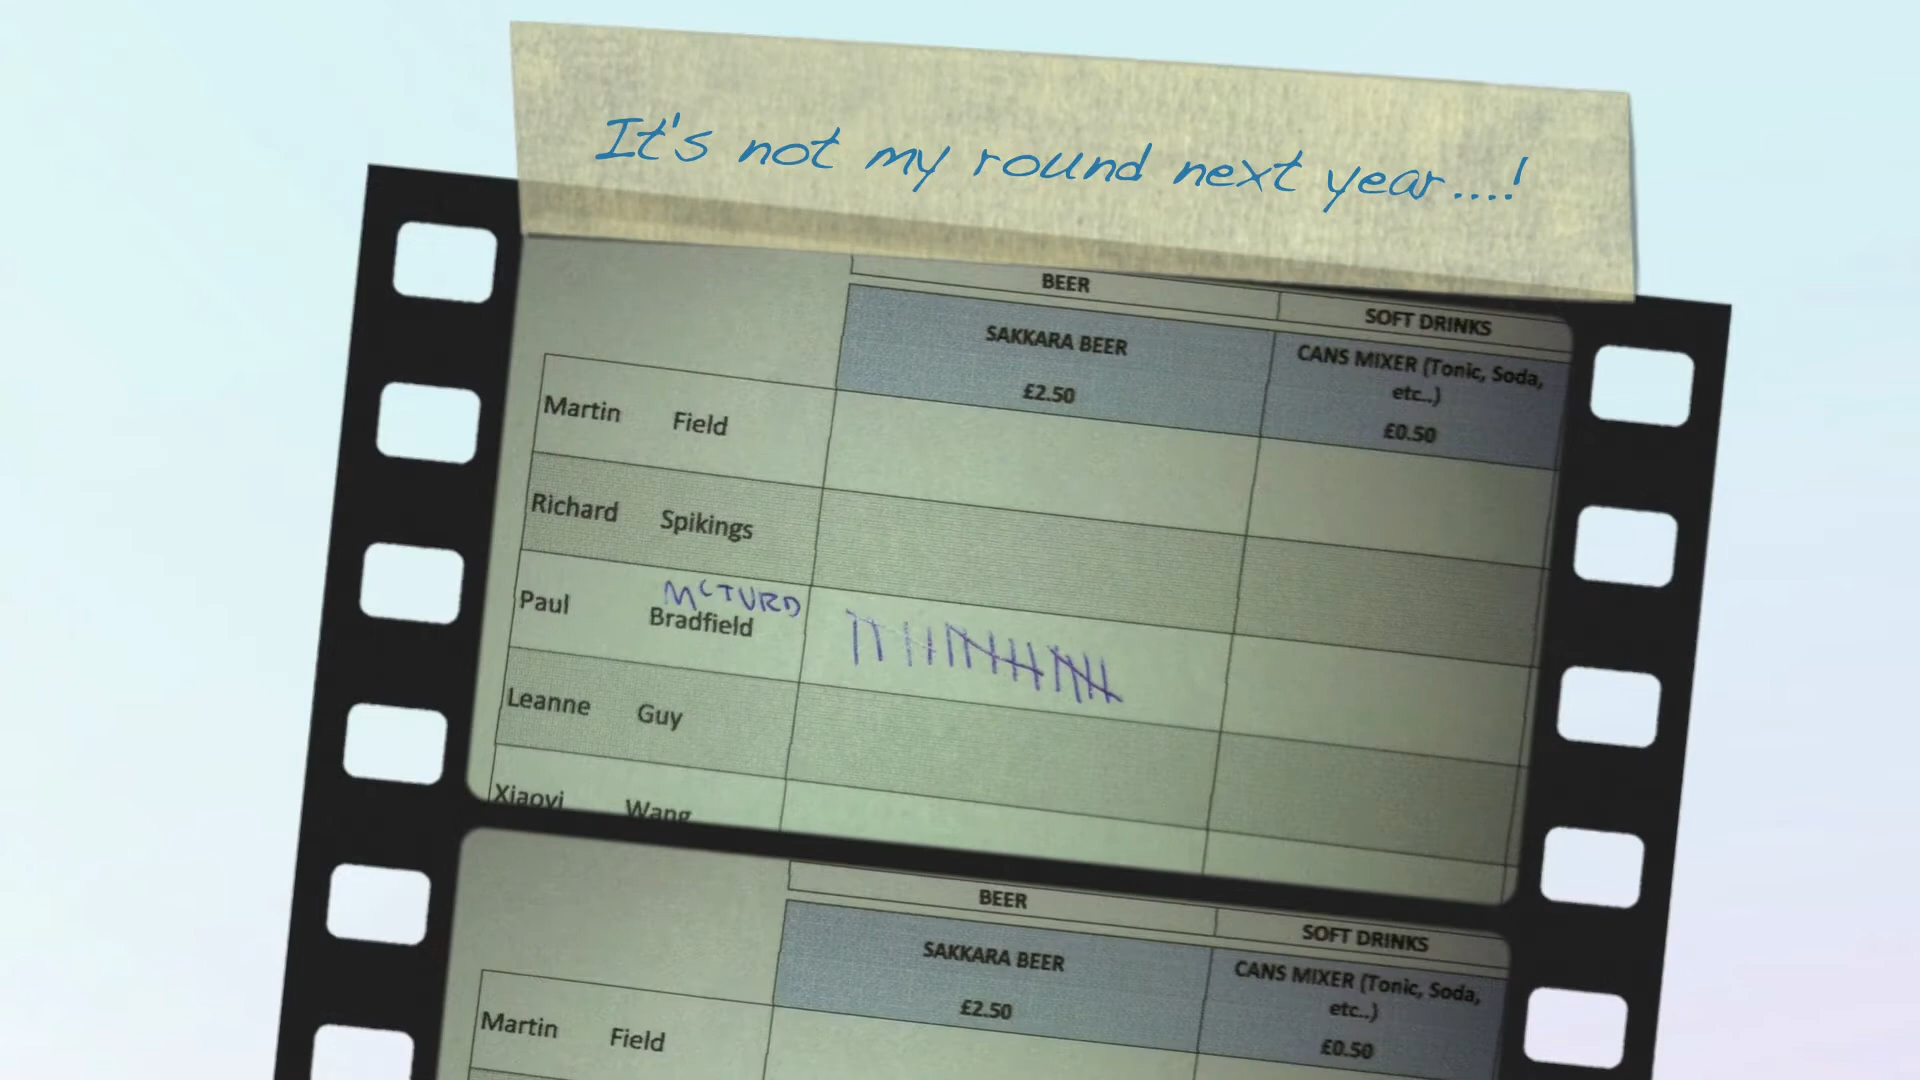 It's not my round next year....!
BEER
SOFT DRINKS
SAKKARA BEER
£2.50
CANS MIXER (Tonic, Soda,
etc..)
£0.50
Martin Field
Richard Spikings
McTURD
Paul Bradfield
Leanne Guy
Xiaoyi Wang
BEER
SOFT DRINKS
SAKKARA BEER
£2.50
CANS MIXER (Tonic, Soda,
etc..)
£0.50
Martin Field